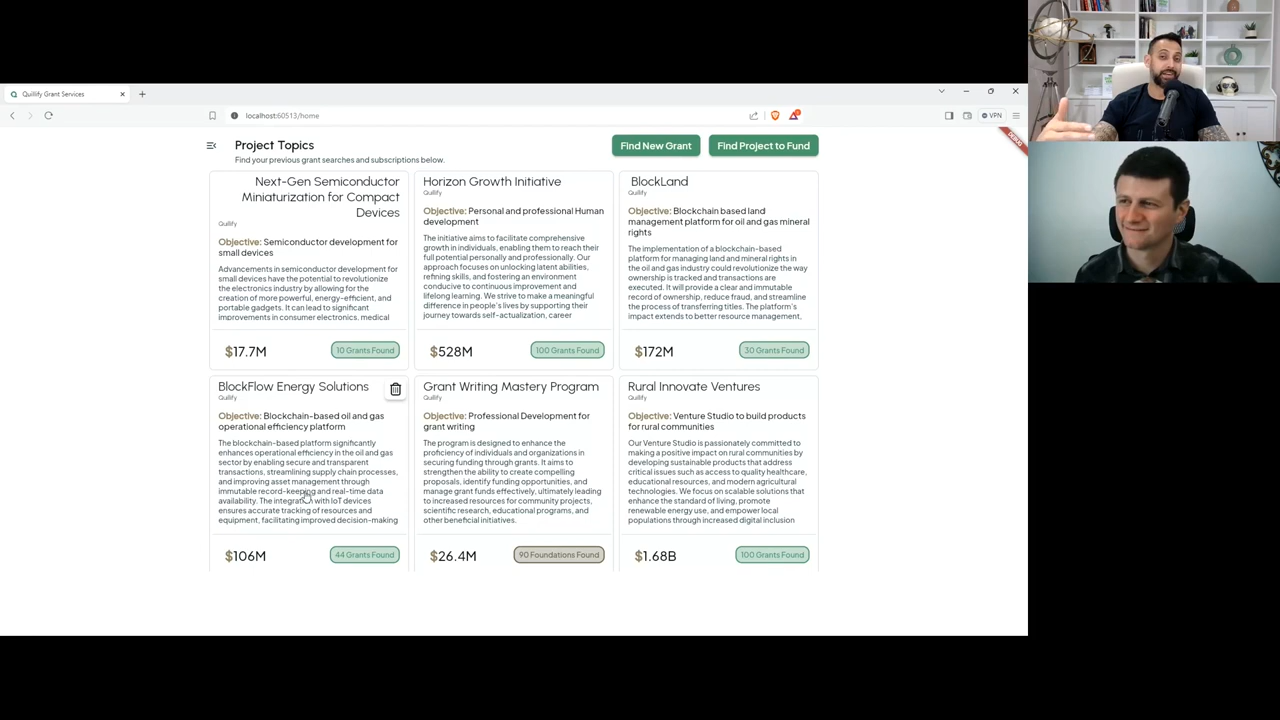 Quillify Grant Services
localhost:60513/home
VPN
DEBUG
Project Topics
Find your previous grant searches and subscriptions below.
Find New Grant
Find Project to Fund
Next-Gen Semiconductor
Miniaturization for Compact
Devices
Quillify
Objective: Semiconductor development for
small devices
Advancements in semiconductor development for
small devices have the potential to revolutionize
the electronics industry by allowing for the
creation of more powerful, energy-efficient, and
portable gadgets. It can lead to significant
improvements in consumer electronics, medical
$17.7M
10 Grants Found
Horizon Growth Initiative
Quillify
Objective: Personal and professional Human
development
The initiative aims to facilitate comprehensive
growth in individuals, enabling them to reach their
full potential personally and professionally. Our
approach focuses on unlocking latent abilities,
refining skills, and fostering an environment
conducive to continuous improvement and
lifelong learning. We strive to make a meaningful
difference in people's lives by supporting their
journey towards self-actualization, career
$528M
100 Grants Found
BlockLand
Quillify
Objective: Blockchain based land
management platform for oil and gas mineral
rights
The implementation of a blockchain-based
platform for managing land and mineral rights in
the oil and gas industry could revolutionize the way
ownership is tracked and transactions are
executed. It will provide a clear and immutable
record of ownership, reduce fraud, and streamline
the process of transferring titles. The platform's
impact extends to better resource management,
$172M
30 Grants Found
BlockFlow Energy Solutions
Quillify
Objective: Blockchain-based oil and gas
operational efficiency platform
The blockchain-based platform significantly
enhances operational efficiency in the oil and gas
sector by enabling secure and transparent
transactions, streamlining supply chain processes,
and improving asset management through
immutable record-keeping and real-time data
availability. The integration with IoT devices
ensures accurate tracking of resources and
equipment, facilitating improved decision-making
$106M
44 Grants Found
Grant Writing Mastery Program
Quillify
Objective: Professional Development for
grant writing
The program is designed to enhance the
proficiency of individuals and organizations in
securing funding through grants. It aims to
strengthen the ability to create compelling
proposals, identify funding opportunities, and
manage grant funds effectively, ultimately leading
to increased resources for community projects,
scientific research, educational programs, and
other beneficial initiatives.
$26.4M
90 Foundations Found
Rural Innovate Ventures
Quillify
Objective: Venture Studio to build products
for rural communities
Our Venture Studio is passionately committed to
making a positive impact on rural communities by
developing sustainable products that address
critical issues such as access to quality healthcare,
educational resources, and modern agricultural
technologies. We focus on scalable solutions that
enhance the standard of living, promote
renewable energy use, and empower local
populations through increased digital inclusion
$1.68B
100 Grants Found